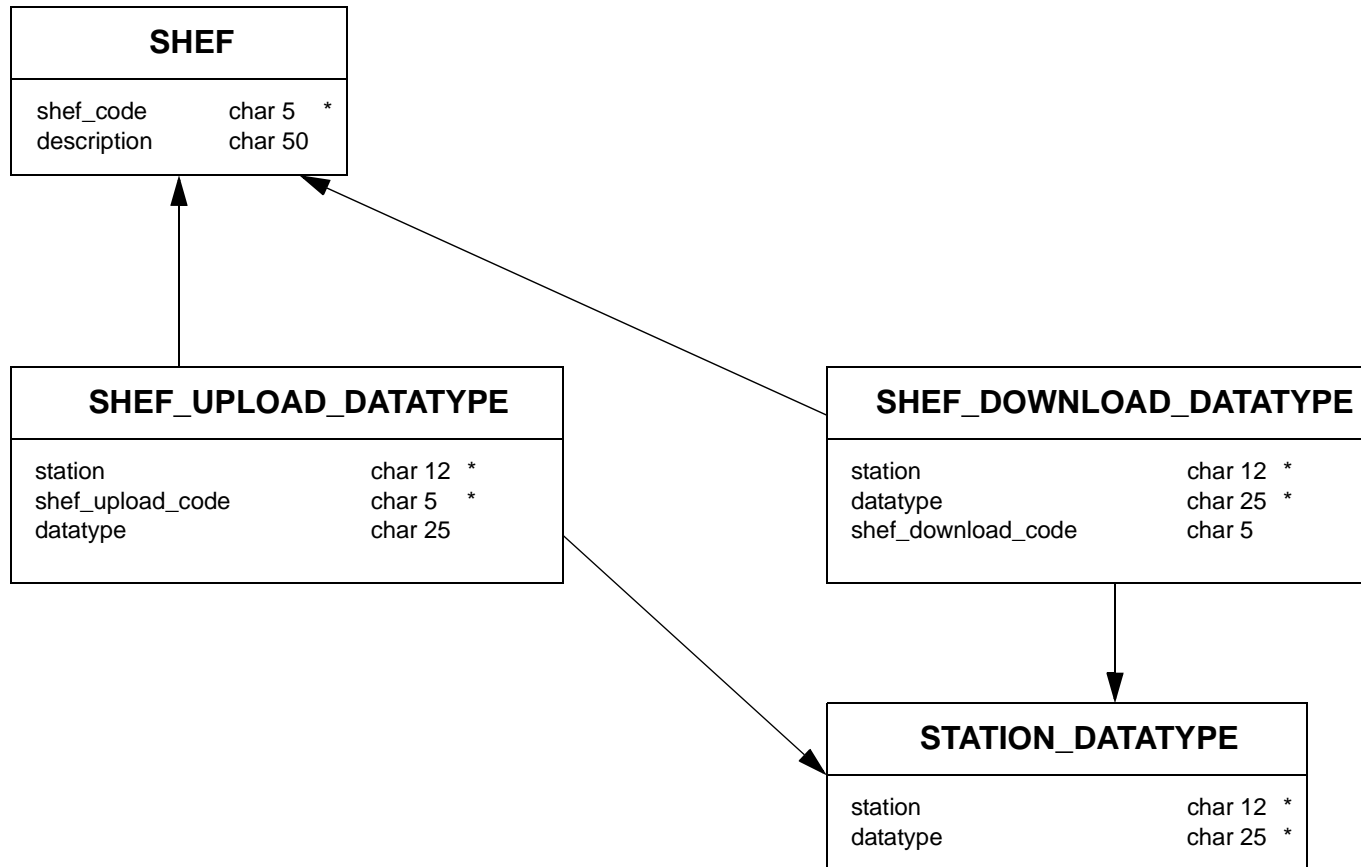 SHEF
shef_code char 5 *
description char 50
SHEF_UPLOAD_DATATYPE
station char 12 *
shef_upload_code char 5 *
datatype char 25
SHEF_DOWNLOAD_DATATYPE
station char 12 *
datatype char 25 *
shef_download_code char 5
STATION_DATATYPE
station char 12 *
datatype char 25 *